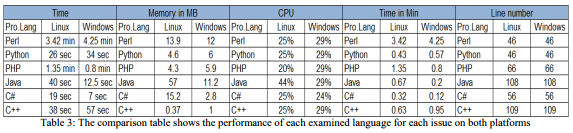 Time Memory in MB CPU Time in Min Line number
Pro.Lang Linux Windows Pro.Lang Linux Windows Pro.Lang Linux Windows Pro.Lang Linux Windows Pro.Lang Linux Windows
Perl 3.42 min 4.25 min Perl 13.9 12 Perl 25% 29% Perl 3.42 4.25 Perl 46 46
Python 26 sec 34 sec Python 4.6 6 Python 25% 29% Python 0.43 0.57 Python 46 46
PHP 1.35 min 0.8 min PHP 4.3 5.9 PHP 20% 29% PHP 1.35 0.8 PHP 66 66
Java 40 sec 12.5 sec Java 57 11.2 Java 44% 29% Java 0.67 0.2 Java 108 108
C# 19 sec 7 sec C# 15.2 2.8 C# 25% 24% C# 0.32 0.12 C# 56 56
C++ 38 sec 57 sec C++ 0.37 1 C++ 25% 29% C++ 0.63 0.95 C++ 109 109
Table 3: The comparison table shows the performance of each examined language for each issue on both platforms